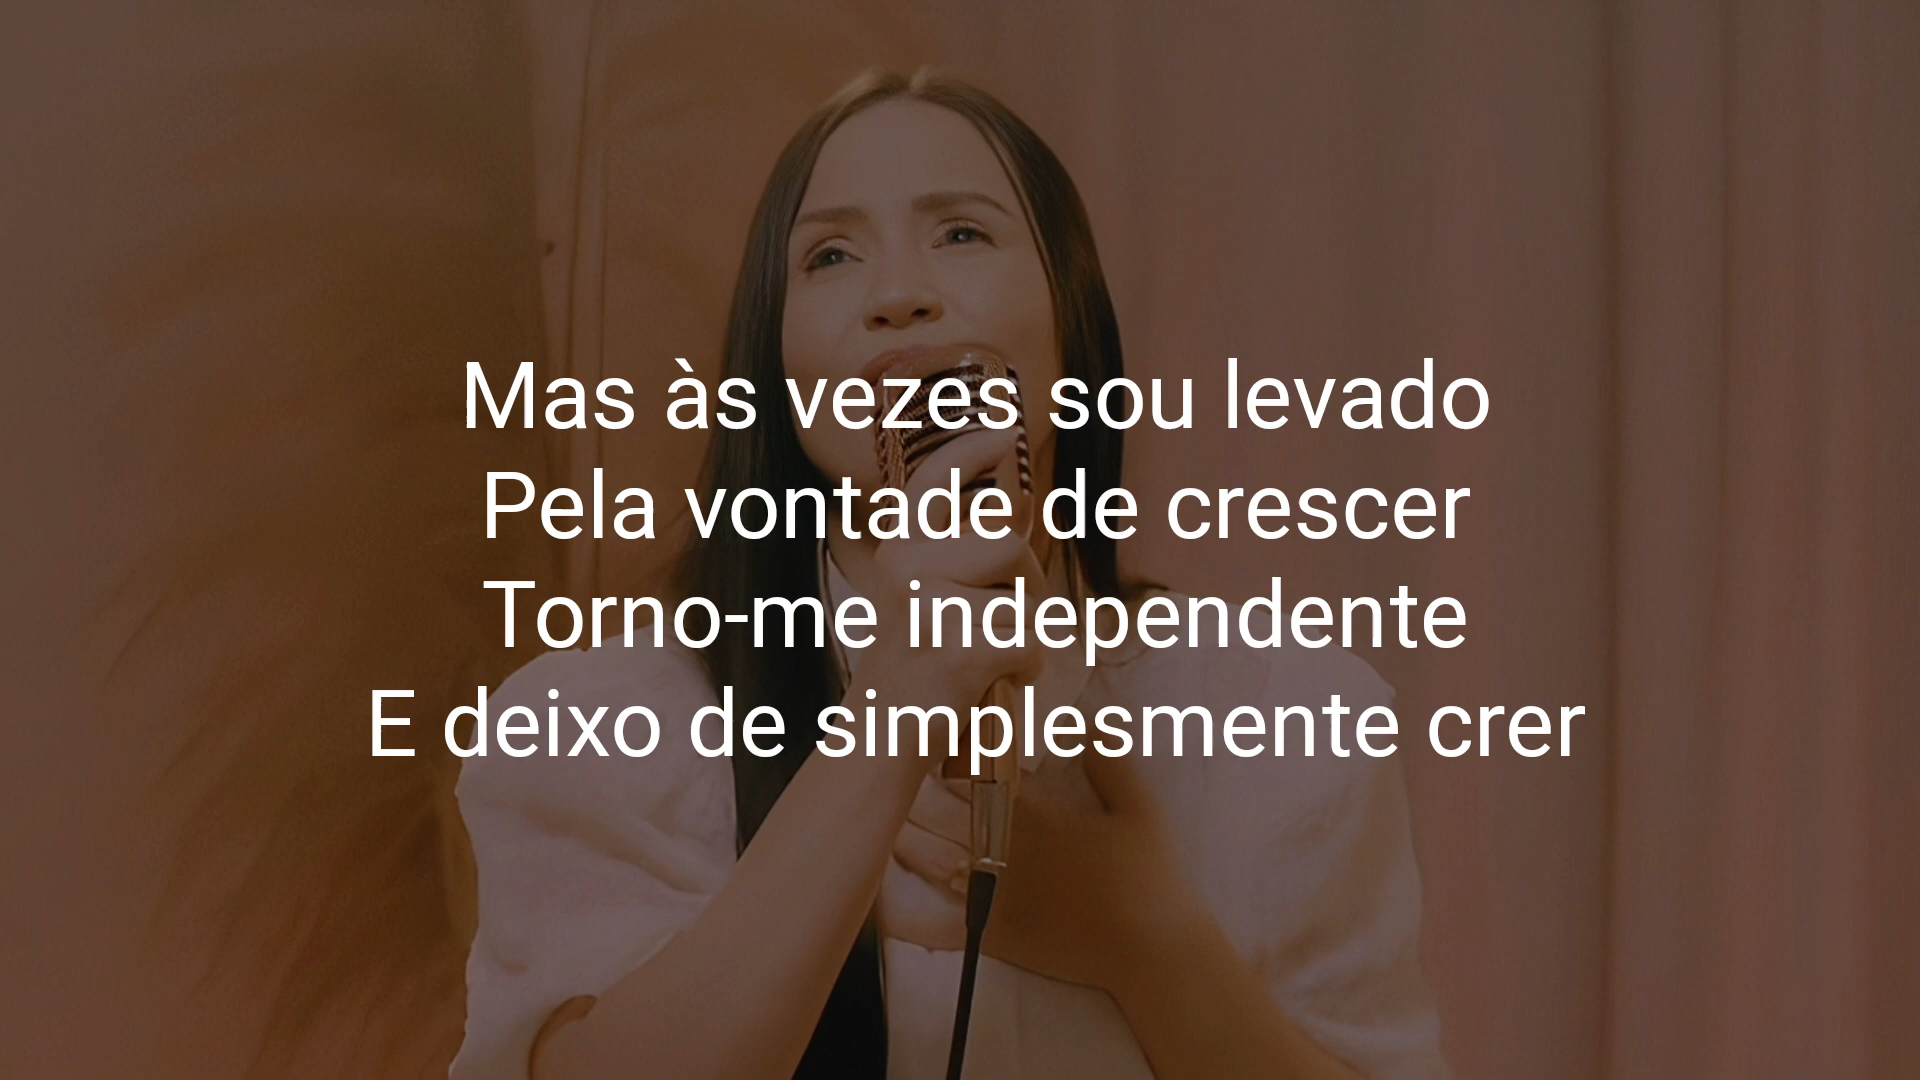 Mas às vezes sou levado
Pela vontade de crescer
Torno-me independente
E deixo de simplesmente crer